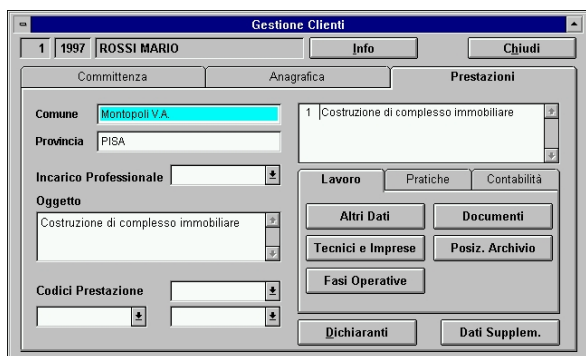 Gestione Clienti
1 1997 ROSSI MARIO Info Chiudi
Committenza Anagrafica Prestazioni
Comune Montopoli V.A.
Provincia PISA
1 Costruzione di complesso immobiliare
Incarico Professionale
Oggetto
Costruzione di complesso immobiliare
Codici Prestazione
Lavoro Pratiche Contabilità
Altri Dati Documenti
Tecnici e Imprese Posiz. Archivio
Fasi Operative
Dichiaranti Dati Supplem.